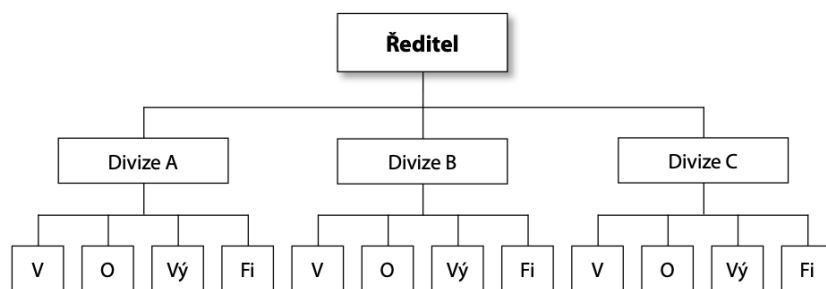 Ředitel
Divize A
Divize B
Divize C
V O Vý Fi V O Vý Fi V O Vý Fi